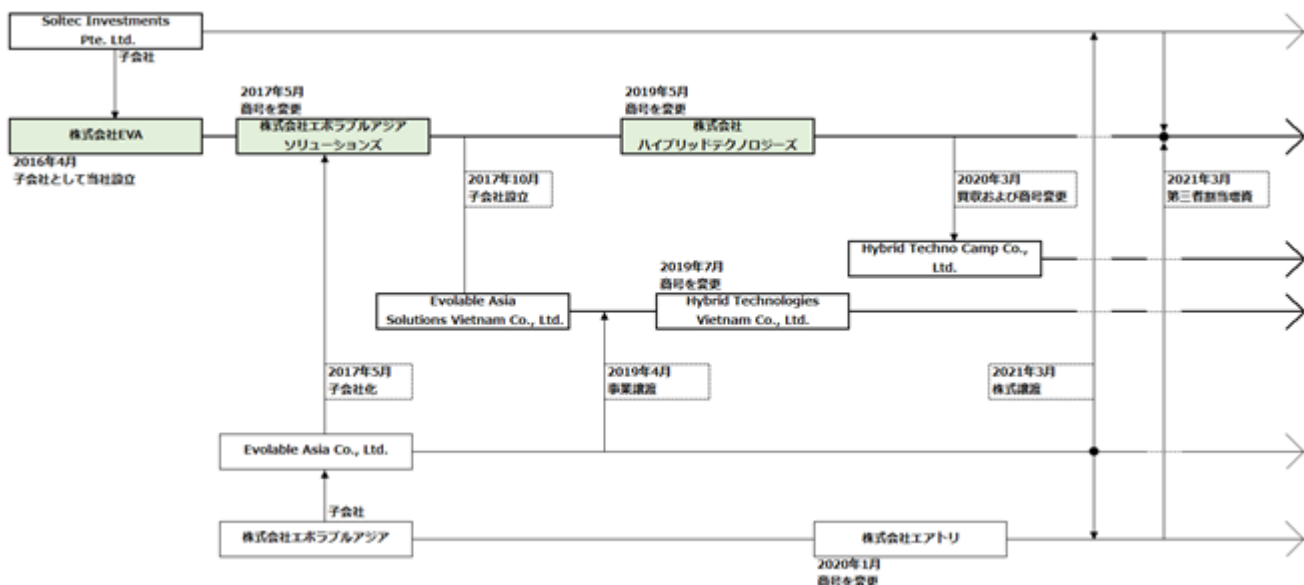 Soltec Investments
Pte. Ltd.
子会社
2017年5月
商号を変更
2019年5月
商号を変更
株式会社EVA
株式会社エボラブルアジア
ソリューションズ
株式会社
ハイブリッドテクノロジーズ
2016年4月
子会社として当社設立
2017年10月
子会社設立
2020年3月
買収および商号変更
2021年3月
第三者割当増資
Hybrid Techno Camp Co.,
Ltd.
2019年7月
商号を変更
Evolable Asia
Solutions Vietnam Co., Ltd.
Hybrid Technologies
Vietnam Co., Ltd.
2017年5月
子会社化
2019年4月
事業譲渡
2021年3月
株式譲渡
Evolable Asia Co., Ltd.
子会社
株式会社エボラブルアジア
株式会社エアトリ
2020年1月
商号を変更